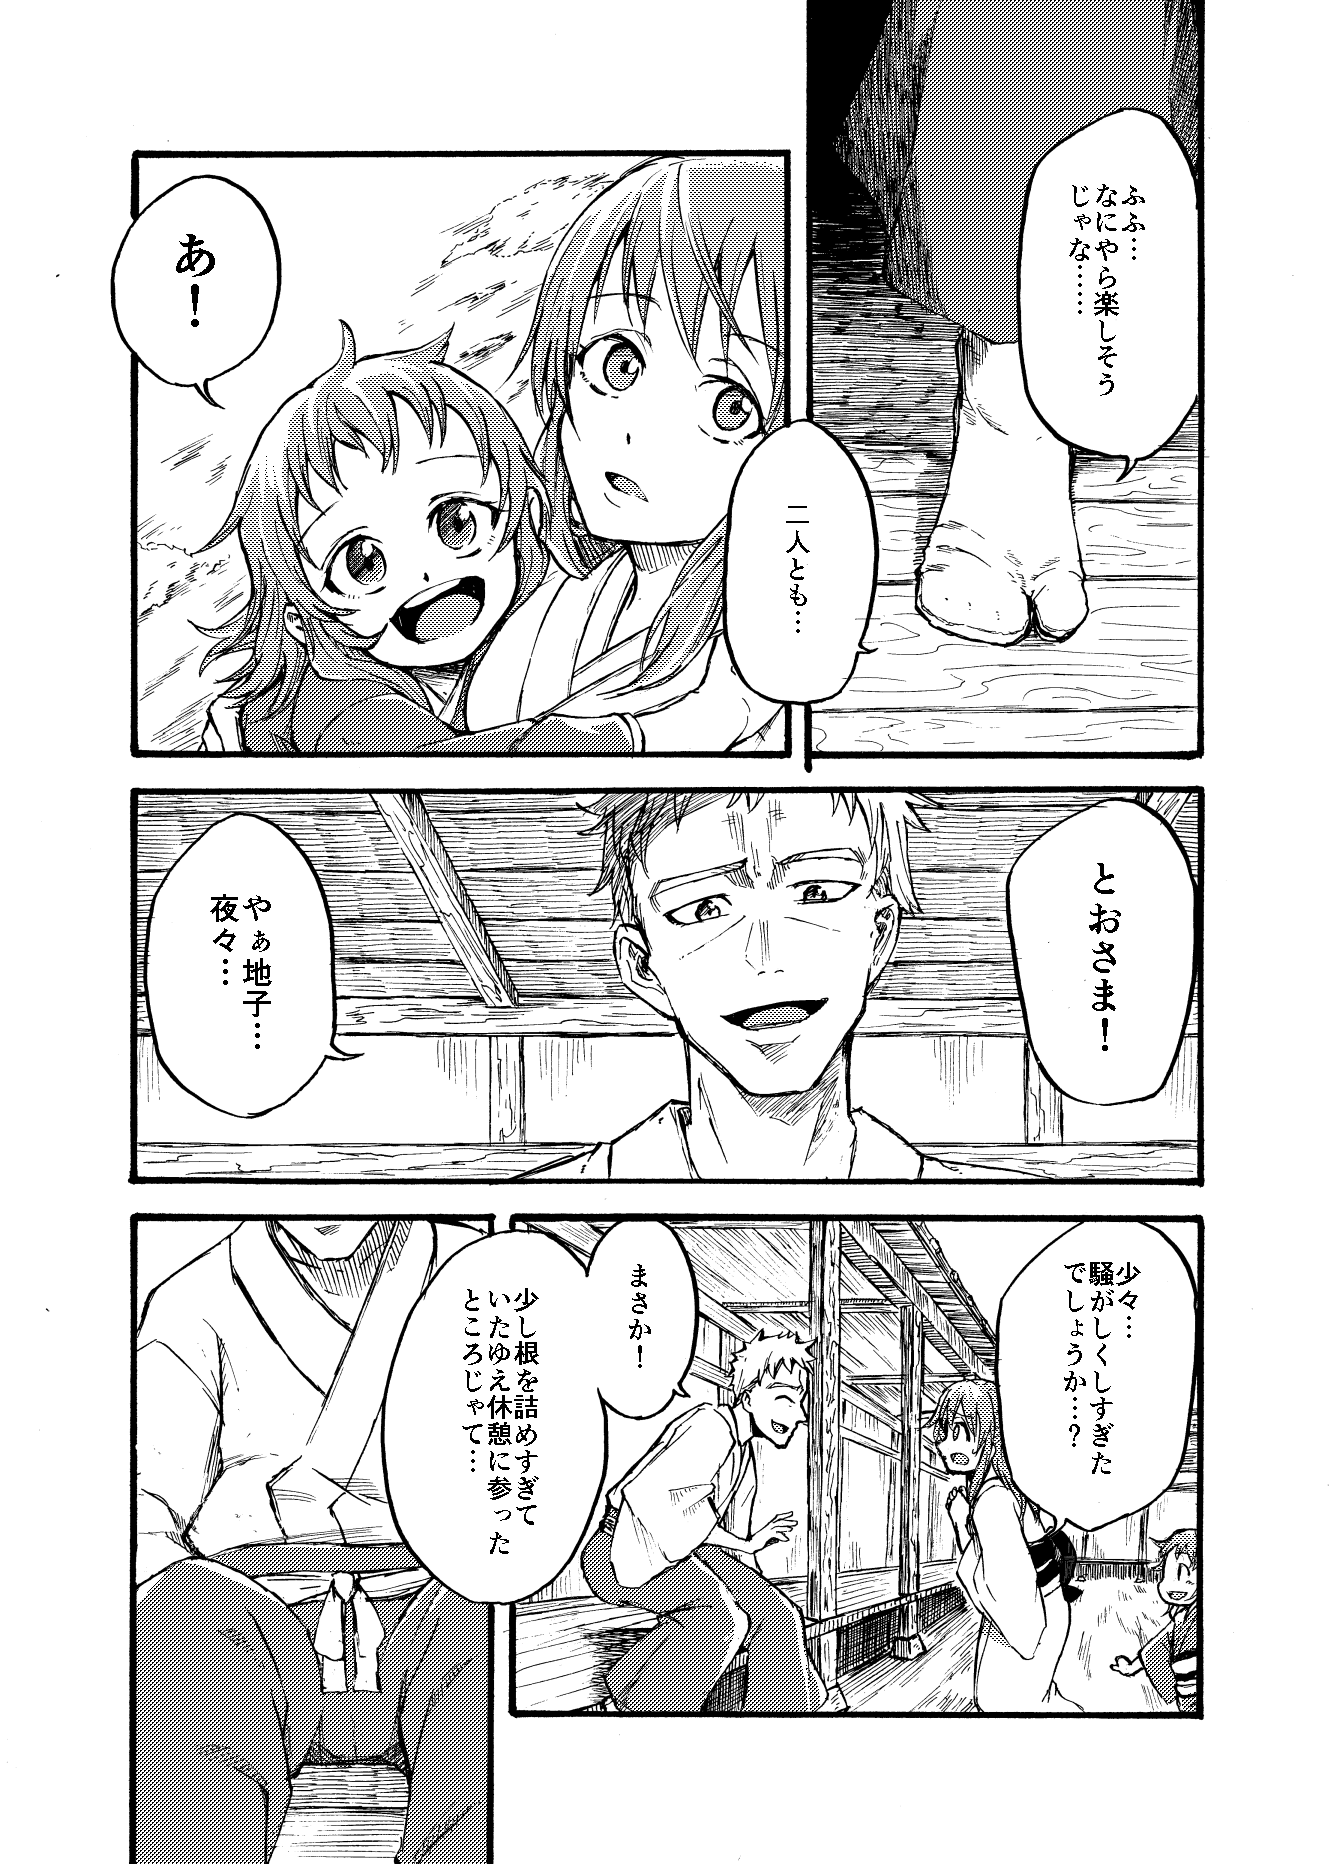 ふふ…
なにやら楽しそう
じゃな……
二人とも…
あ！
とおさま！
やぁ地子…
夜々…
少々…
騒がしくしすぎた
でしょうか…？
まさか！
少し根を詰めすぎて
いたゆえ休憩に参った
ところじゃて…